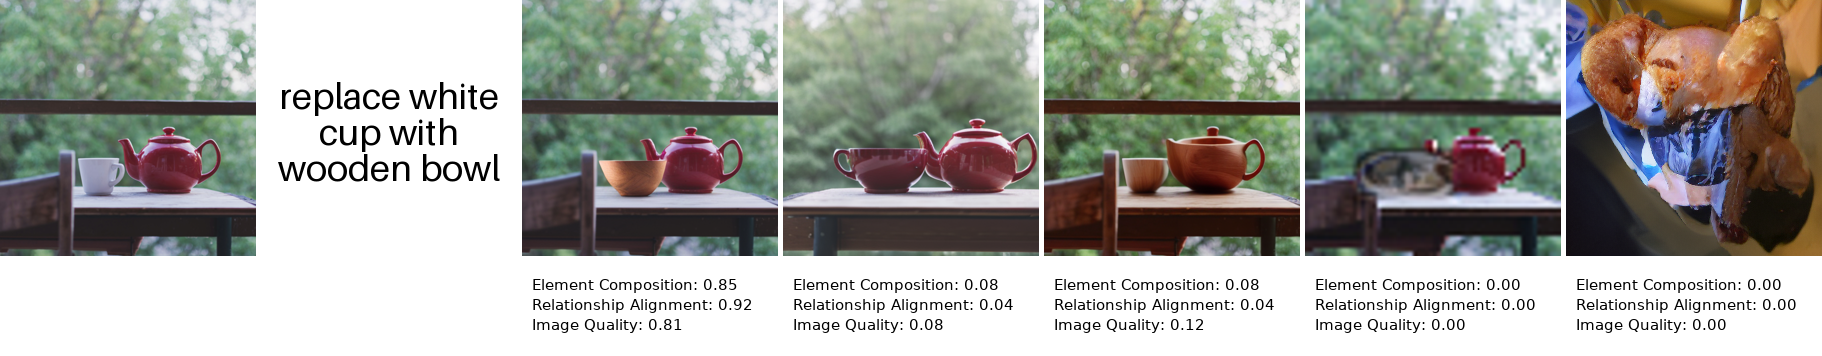 replace white
cup with
wooden bowl
Element Composition: 0.85
Relationship Alignment: 0.92
Image Quality: 0.81
Element Composition: 0.08
Relationship Alignment: 0.04
Image Quality: 0.08
Element Composition: 0.08
Relationship Alignment: 0.04
Image Quality: 0.12
Element Composition: 0.00
Relationship Alignment: 0.00
Image Quality: 0.00
Element Composition: 0.00
Relationship Alignment: 0.00
Image Quality: 0.00